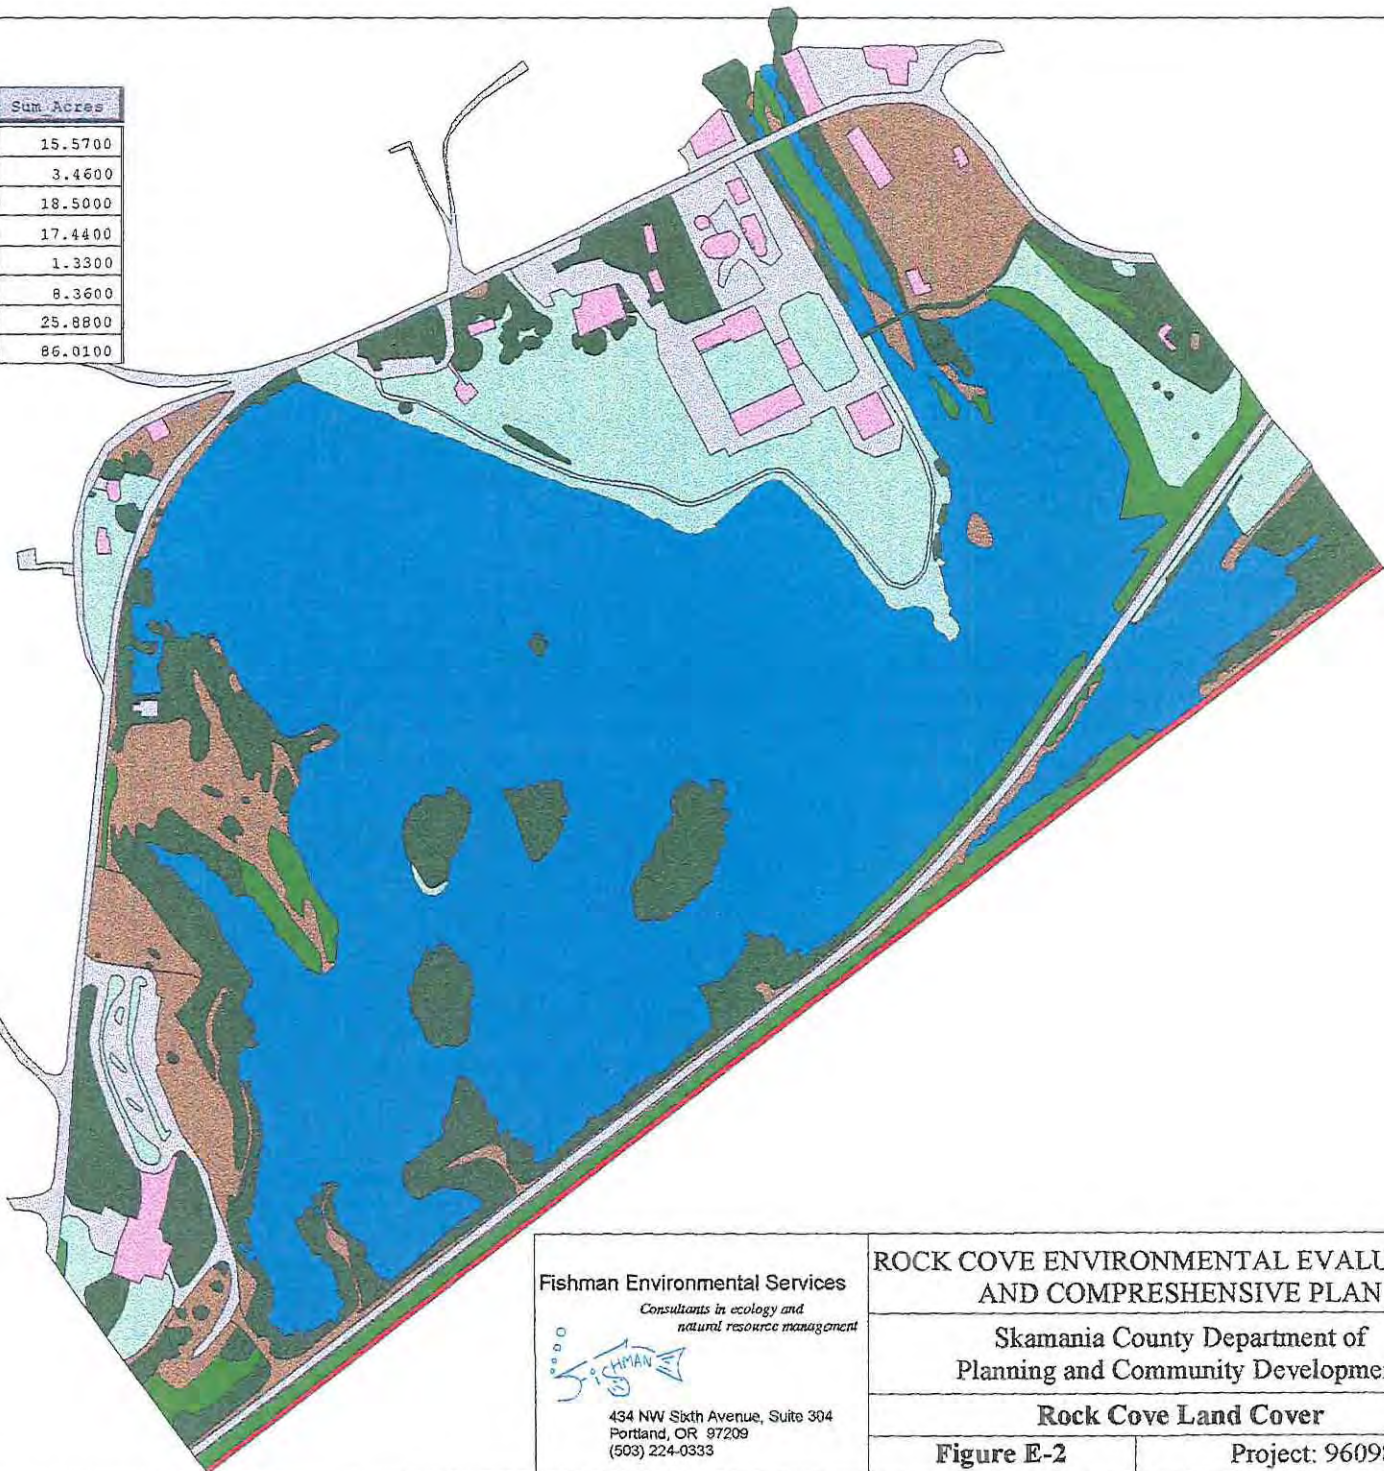 Sum_Acres
15.5700
3.4600
18.5000
17.4400
1.3300
8.3600
25.8800
86.0100
Fishman Environmental Services
Consultants in ecology and
natural resource management
FISHMAN
434 NW Sixth Avenue, Suite 304
Portland, OR 97209
(503) 224-0333
ROCK COVE ENVIRONMENTAL EVALU
AND COMPRESHENSIVE PLAN
Skamania County Department of
Planning and Community Developme
Rock Cove Land Cover
Figure E-2
Project: 9609